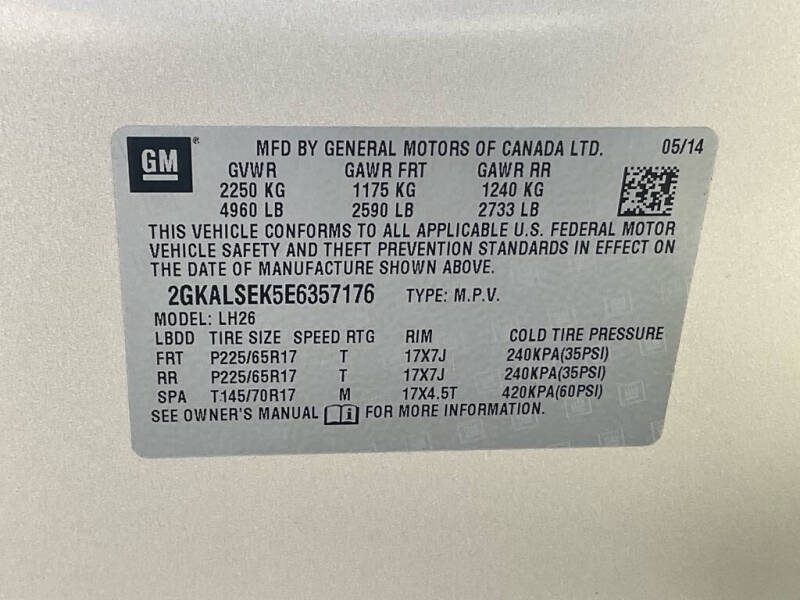 GM ® MFD BY GENERAL MOTORS OF CANADA LTD. 05/14
GVWR GAWR FRT GAWR RR
2250 KG 1175 KG 1240 KG
4960 LB 2590 LB 2733 LB
THIS VEHICLE CONFORMS TO ALL APPLICABLE U.S. FEDERAL MOTOR
VEHICLE SAFETY AND THEFT PREVENTION STANDARDS IN EFFECT ON
THE DATE OF MANUFACTURE SHOWN ABOVE.
2GKALSEK5E6357176 TYPE: M.P.V.
MODEL: LH26
LBDD TIRE SIZE SPEED RTG RIM COLD TIRE PRESSURE
FRT P225/65R17 T 17X7J 240KPA(35PSI)
RR P225/65R17 T 17X7J 240KPA(35PSI)
SPA T145/70R17 M 17X4.5T 420KPA(60PSI)
SEE OWNER'S MANUAL FOR MORE INFORMATION.